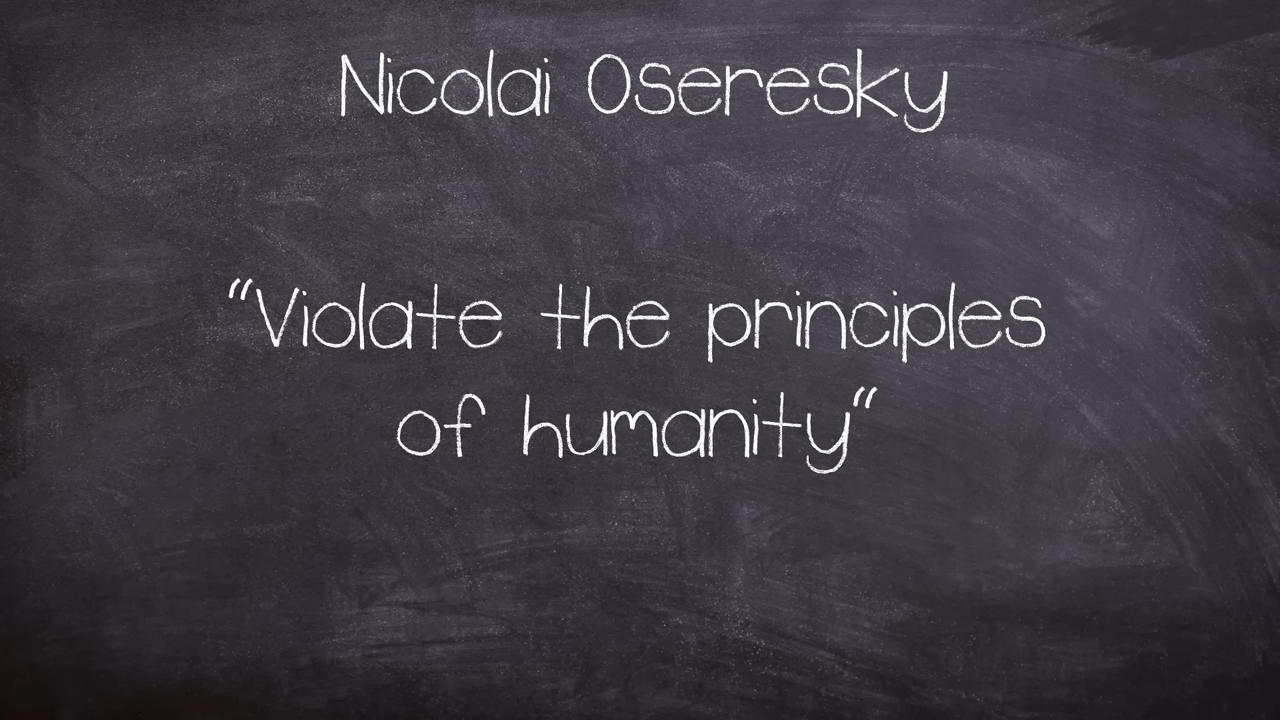 Nicolai Oseresky
“Violate the principles
of humanity“